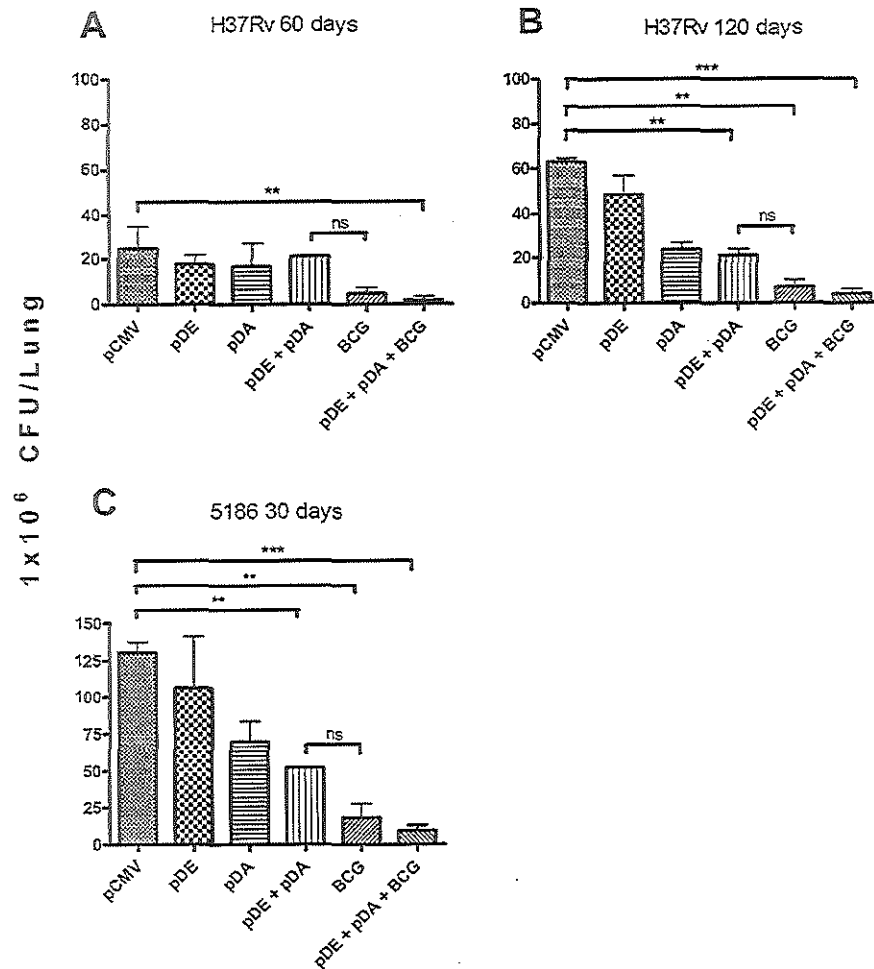 A
H37Rv 60 days
100
80
60
40
20
0
**
ns
pCMV
pDE
pDA
pDE + pDA
BCG
pDE + pDA + BCG
B
H37Rv 120 days
100
80
60
40
20
0
***
**
**
ns
pCMV
pDE
pDA
pDE + pDA
BCG
pDE + pDA + BCG
1x10⁶ CFU/Lung
C
5186 30 days
150
125
100
75
50
25
0
***
**
**
ns
pCMV
pDE
pDA
pDE + pDA
BCG
pDE + pDA + BCG